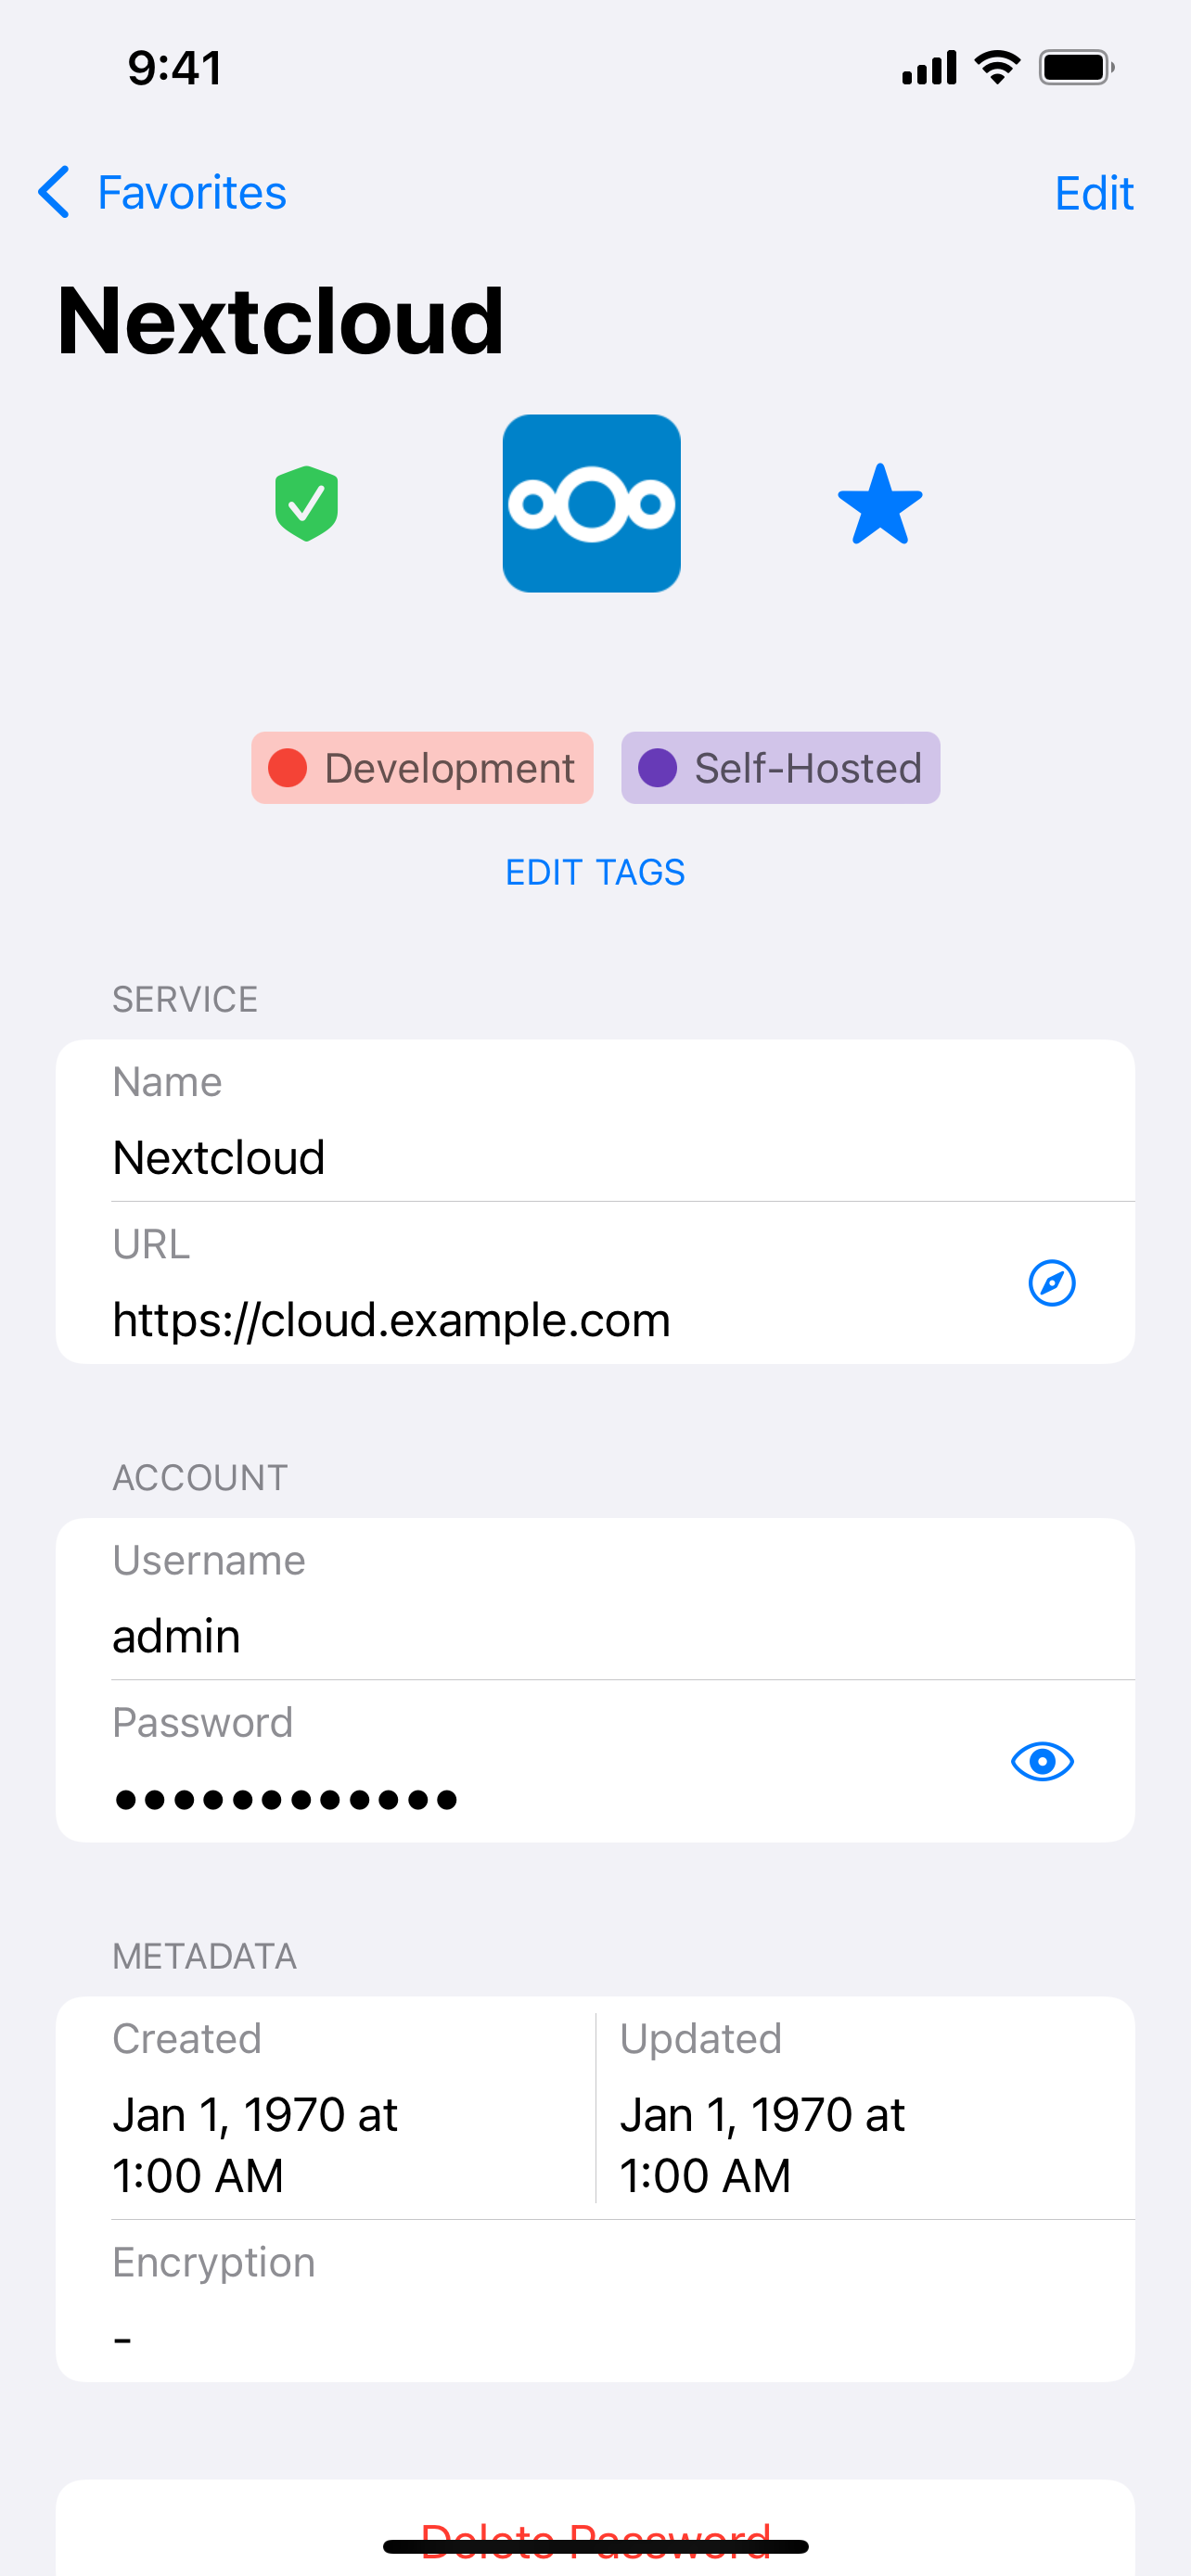 9:41
Favorites
Edit
Nextcloud
Development
Self-Hosted
EDIT TAGS
SERVICE
Name
Nextcloud
URL
https://cloud.example.com
ACCOUNT
Username
admin
Password
●●●●●●●●●●●●
METADATA
Created
Jan 1, 1970 at
1:00 AM
Updated
Jan 1, 1970 at
1:00 AM
Encryption
-
Delete Password